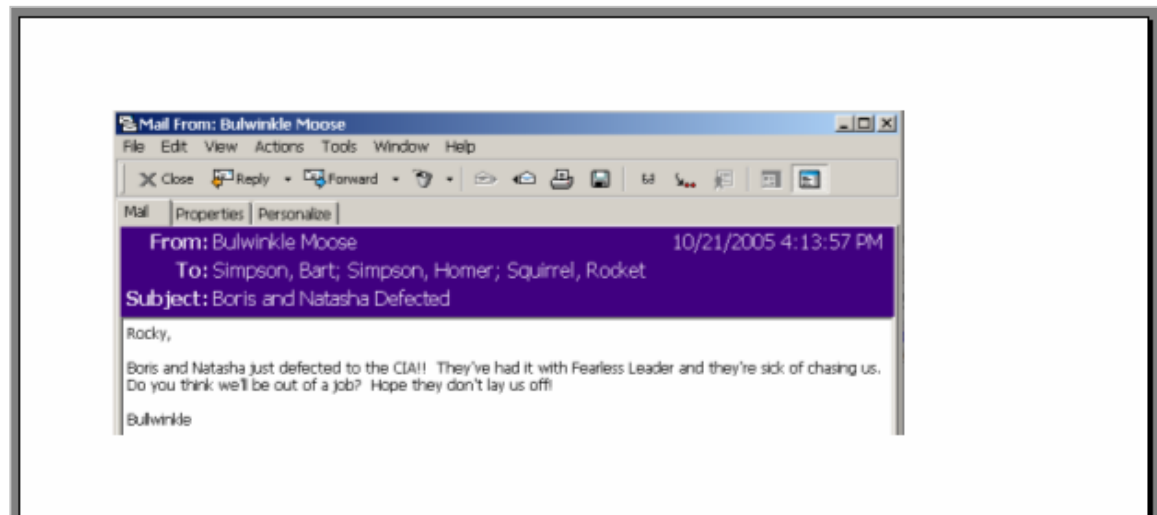 Mail From: Bulwinkle Moose
File Edit View Actions Tools Window Help
Close Reply Forward
Mail Properties Personalize
From: Bulwinkle Moose 10/21/2005 4:13:57 PM
To: Simpson, Bart; Simpson, Homer; Squirrel, Rocket
Subject: Boris and Natasha Defected
Rocky,
Boris and Natasha just defected to the CIA!! They've had it with Fearless Leader and they're sick of chasing us.
Do you think we'll be out of a job? Hope they don't lay us off!
Bullwinkle